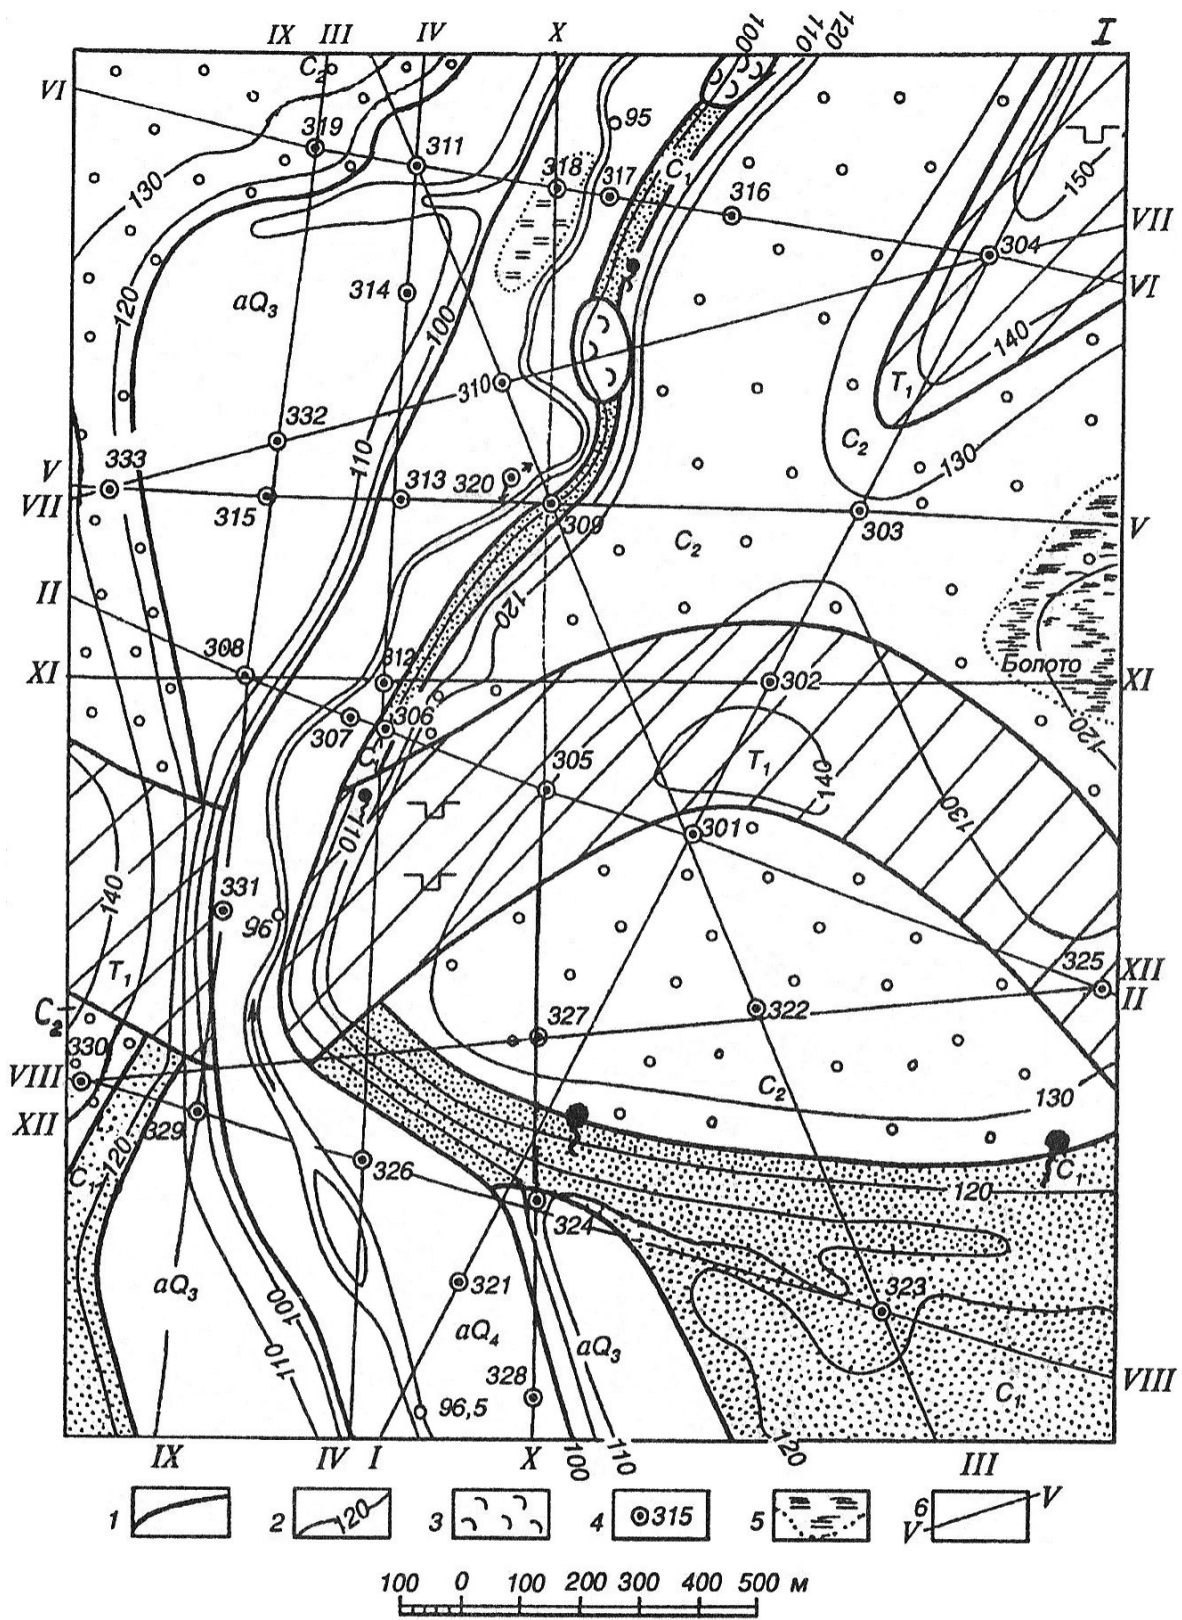 IX III IV X 100 110 120 I
VI C₂
95
319 311
130 318 317 C₁ 316 150 VII
304
314 VI
120 aQ₃ 100
140
310 T₁
332 C₂
110 130
V 333 320
VII 315 313 309 303 V
C₂
II 120
308
XI 312 302 Болото XI
307 306
C₂ 305 T₁ 140 120
110 130
301
140 331
96 325 XII
T₁ II
C₂ 327 322
330
VIII C₂ 130
XII 329
C₁ 120 326 120 C₁
324
aQ₃ 321 323
100 aQ₄ aQ₃
110 328 C₁ VIII
96,5
IX IV I X 100 110 120 III
1 2 120 3 4 315 5 6 V V
100 0 100 200 300 400 500 м